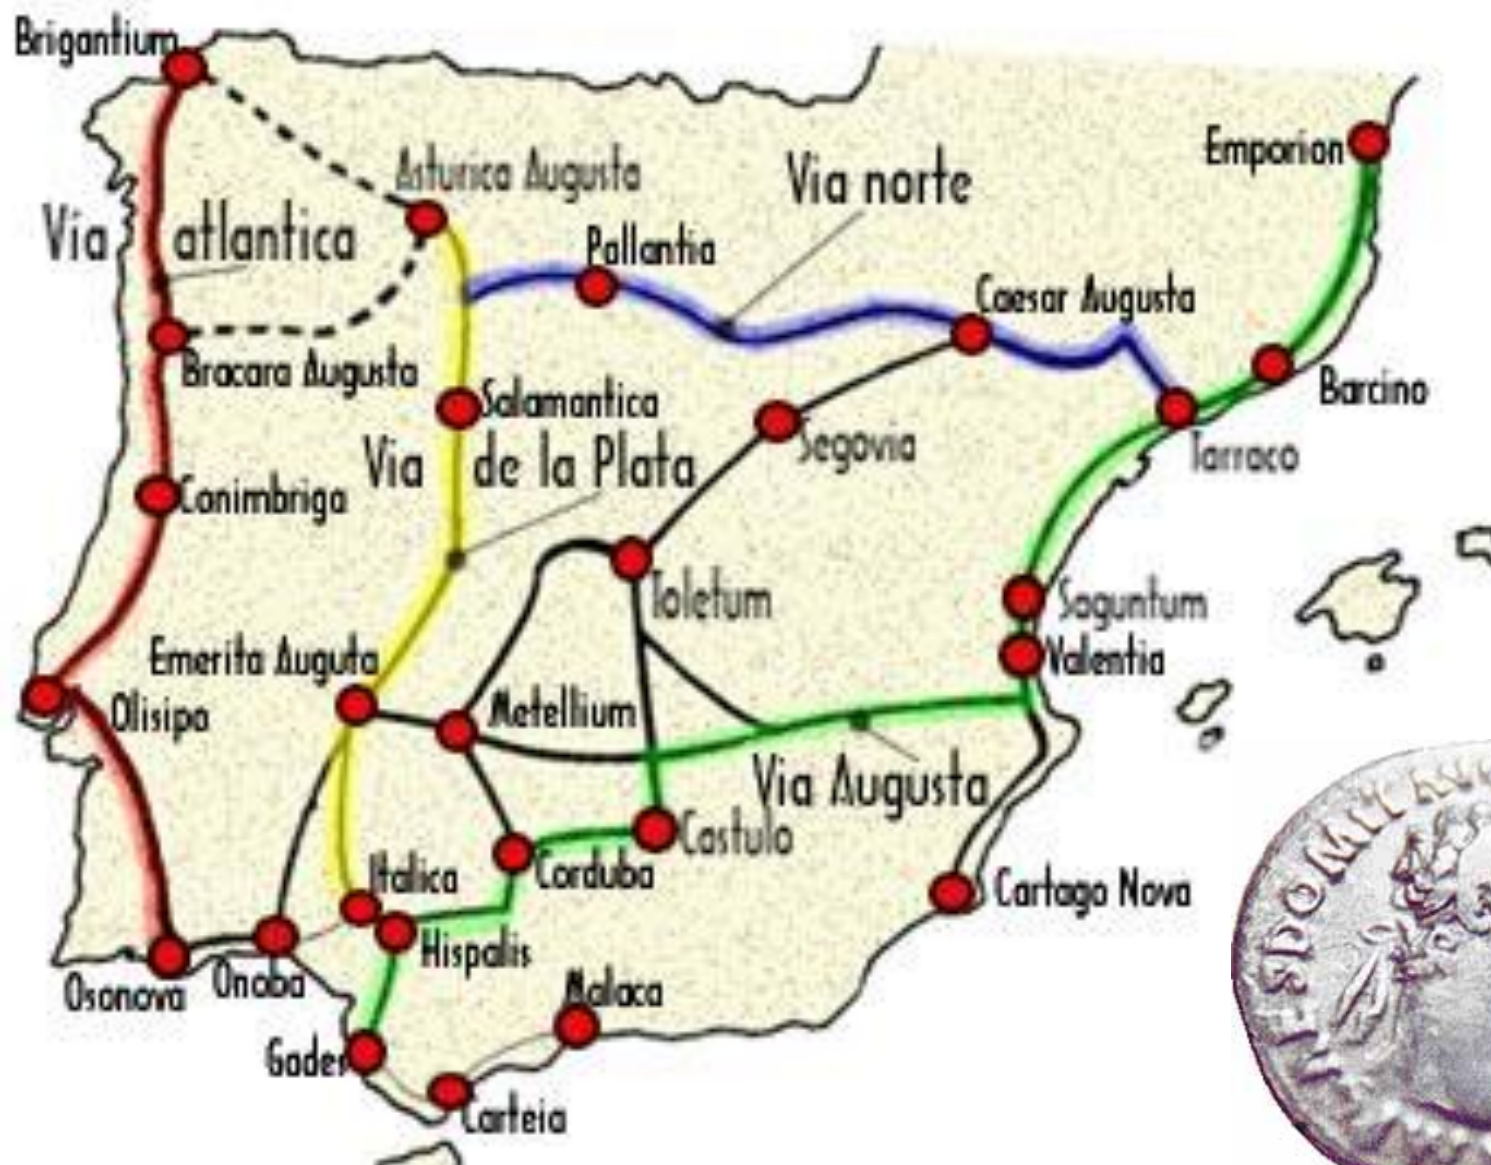 Brigantium
Emporion
Asturica Augusta
Via norte
Via atlantica
Pallantia
Caesar Augusta
Bracara Augusta
Barcino
Salamantica
Segovia
Tarraco
Via de la Plata
Conimbriga
Toletum
Saguntum
Emerita Auguta
Valentia
Olisipo
Metellium
Via Augusta
Castulo
Italica
Corduba
Cartago Nova
Hispalis
Osonova
Onoba
Malaca
Gades
Carteia